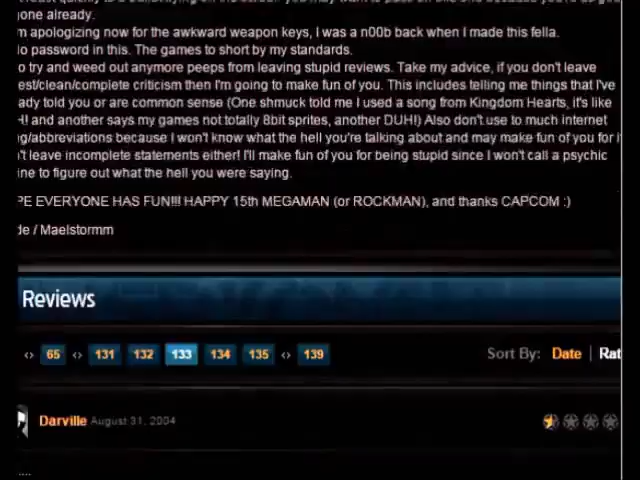 gone already.
m apologizing now for the awkward weapon keys, I was a n00b back when I made this fella.
lo password in this. The games to short by my standards.
o try and weed out anymore peeps from leaving stupid reviews. Take my advice, if you don't leave
est/clean/complete criticism then I'm going to make fun of you. This includes telling me things that I've
ady told you or are common sense (One shmuck told me I used a song from Kingdom Hearts, it's like
H! and another says my games not totally 8bit sprites, another DUH!) Also don't use to much internet
g/abbreviations because I won't know what the hell you're talking about and may make fun of you for i
't leave incomplete statements either! I'll make fun of you for being stupid since I won't call a psychic
ine to figure out what the hell you were saying.
PE EVERYONE HAS FUN!!! HAPPY 15th MEGAMAN (or ROCKMAN), and thanks CAPCOM :)
de / Maelstormm
Reviews
‹› 65 ‹› 131 132 133 134 135 ‹› 139 Sort By: Date | Rat
Darville August 31, 2004
....